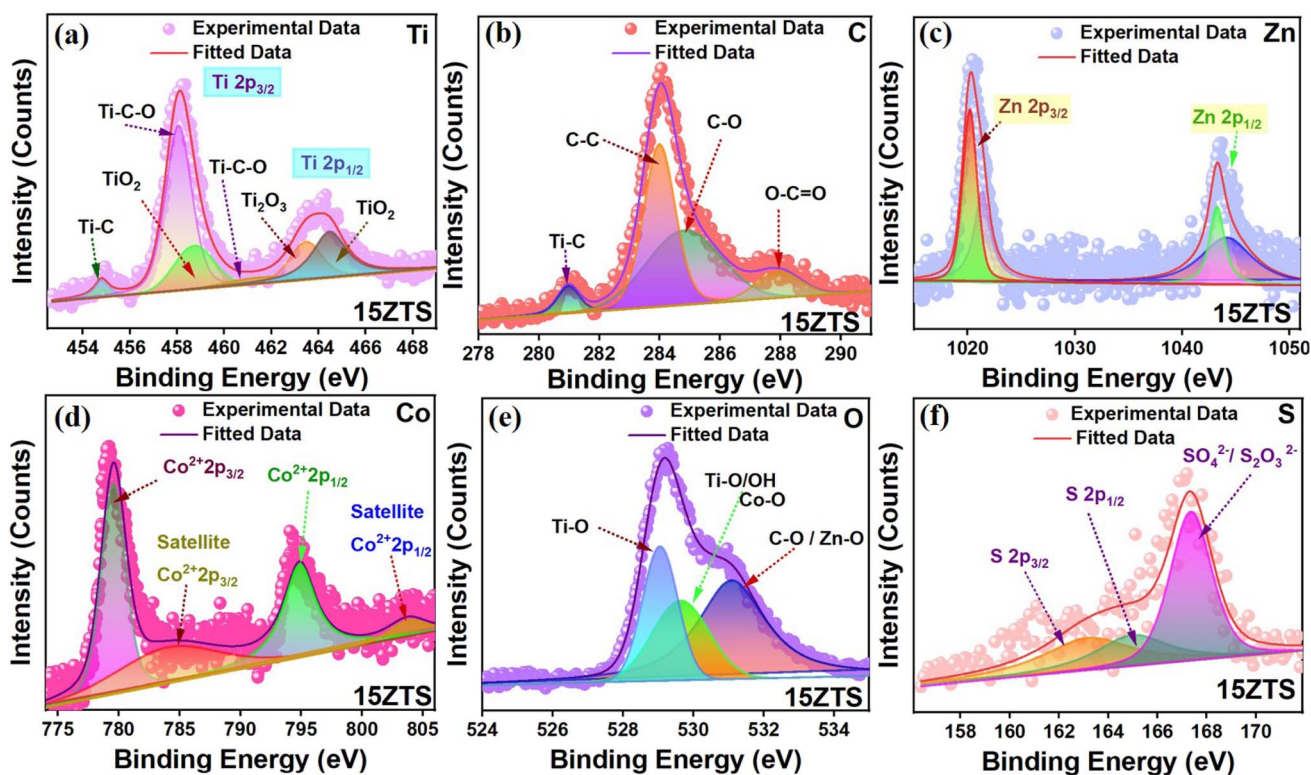 (a)
Experimental Data
Fitted Data
Ti
Ti 2p3/2
Ti-C-O
TiO2
Ti-C
Ti-C-O
Ti 2p1/2
Ti2O3
TiO2
15ZTS
454 456 458 460 462 464 466 468
Binding Energy (eV)
Intensity (Counts)
(b)
Experimental Data
Fitted Data
C
C-C
C-O
Ti-C
O-C=O
15ZTS
278 280 282 284 286 288 290
Binding Energy (eV)
Intensity (Counts)
(c)
Experimental Data
Fitted Data
Zn
Zn 2p3/2
Zn 2p1/2
15ZTS
1020 1030 1040 1050
Binding Energy (eV)
Intensity (Counts)
(d)
Experimental Data
Fitted Data
Co
Co2+2p3/2
Co2+2p1/2
Satellite
Co2+2p3/2
Satellite
Co2+2p1/2
15ZTS
775 780 785 790 795 800 805
Binding Energy (eV)
Intensity (Counts)
(e)
Experimental Data
Fitted Data
O
Ti-O
Ti-O/OH
Co-O
C-O / Zn-O
15ZTS
524 526 528 530 532 534
Binding Energy (eV)
Intensity (Counts)
(f)
Experimental Data
Fitted Data
S
SO4 2-/ S2O3 2-
S 2p1/2
S 2p3/2
15ZTS
158 160 162 164 166 168 170
Binding Energy (eV)
Intensity (Counts)